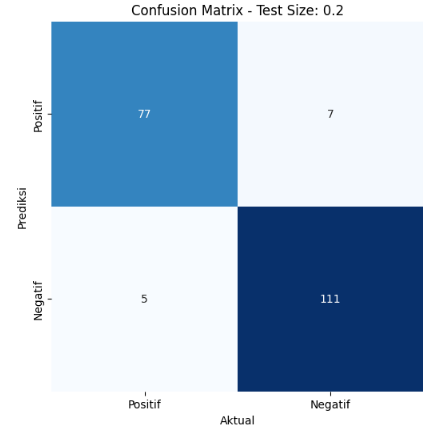 Confusion Matrix - Test Size: 0.2
Positif
77
7
Prediksi
Negatif
5
111
Positif
Negatif
Aktual